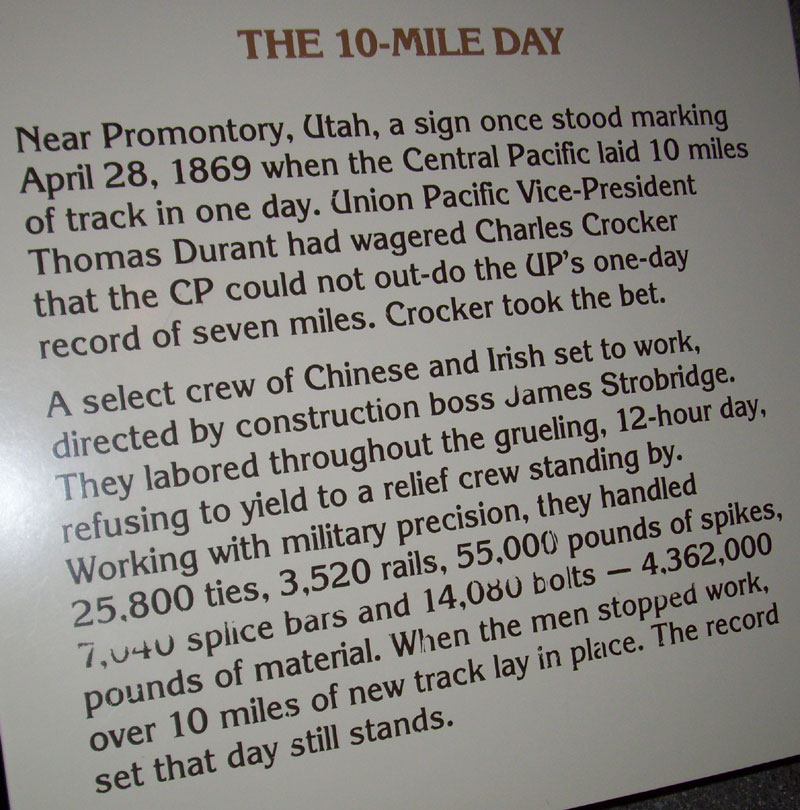 THE 10-MILE DAY
Near Promontory, Utah, a sign once stood marking
April 28, 1869 when the Central Pacific laid 10 miles
of track in one day. Union Pacific Vice-President
Thomas Durant had wagered Charles Crocker
that the CP could not out-do the UP's one-day
record of seven miles. Crocker took the bet.
A select crew of Chinese and Irish set to work,
directed by construction boss James Strobridge.
They labored throughout the grueling, 12-hour day,
refusing to yield to a relief crew standing by.
Working with military precision, they handled
25,800 ties, 3,520 rails, 55,000 pounds of spikes,
7,040 splice bars and 14,080 bolts — 4,362,000
pounds of material. When the men stopped work,
over 10 miles of new track lay in place. The record
set that day still stands.